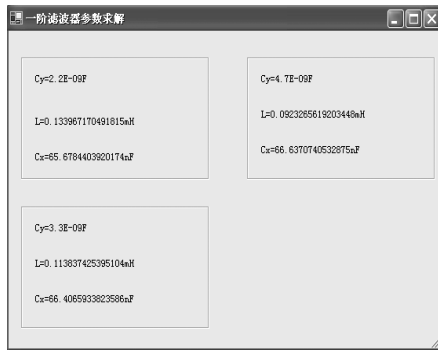 一阶滤波器参数求解
Cy=2.2E-09F
L=0.133967170491815mH
Cx=65.6784403920174nF
Cy=4.7E-09F
L=0.0923265619203448mH
Cx=66.6370740532875nF
Cy=3.3E-09F
L=0.113837425395104mH
Cx=66.4065933823586nF